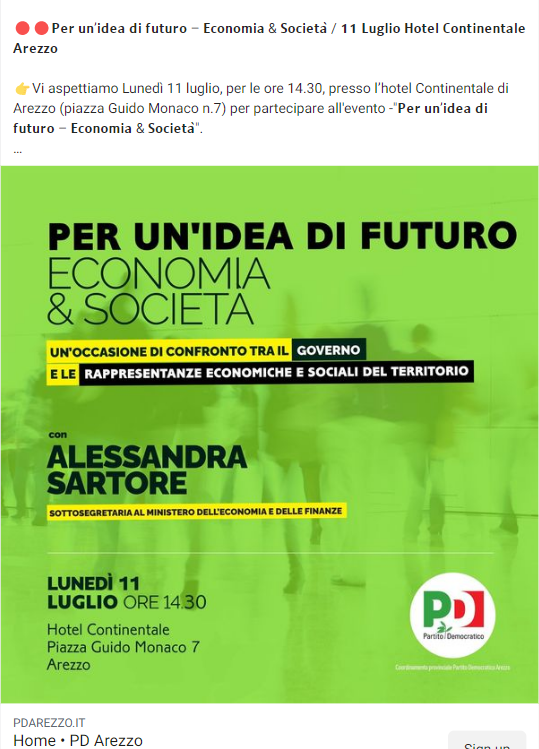 🔴🔴Per un'idea di futuro – Economia & Società / 11 Luglio Hotel Continentale
Arezzo
👉Vi aspettiamo Lunedì 11 luglio, per le ore 14.30, presso l'hotel Continentale di
Arezzo (piazza Guido Monaco n.7) per partecipare all'evento -"Per un'idea di
futuro – Economia & Società".
...
PER UN'IDEA DI FUTURO
ECONOMIA
& SOCIETÀ
UN'OCCASIONE DI CONFRONTO TRA IL GOVERNO
E LE RAPPRESENTANZE ECONOMICHE E SOCIALI DEL TERRITORIO
con
ALESSANDRA
SARTORE
SOTTOSEGRETARIA AL MINISTERO DELL'ECONOMIA E DELLE FINANZE
LUNEDÌ 11
LUGLIO ORE 14.30
Hotel Continentale
Piazza Guido Monaco 7
Arezzo
PD
Partito Democratico
Coordinamento provinciale Partito Democratico Arezzo
PDAREZZO.IT
Home • PD Arezzo
Sign up